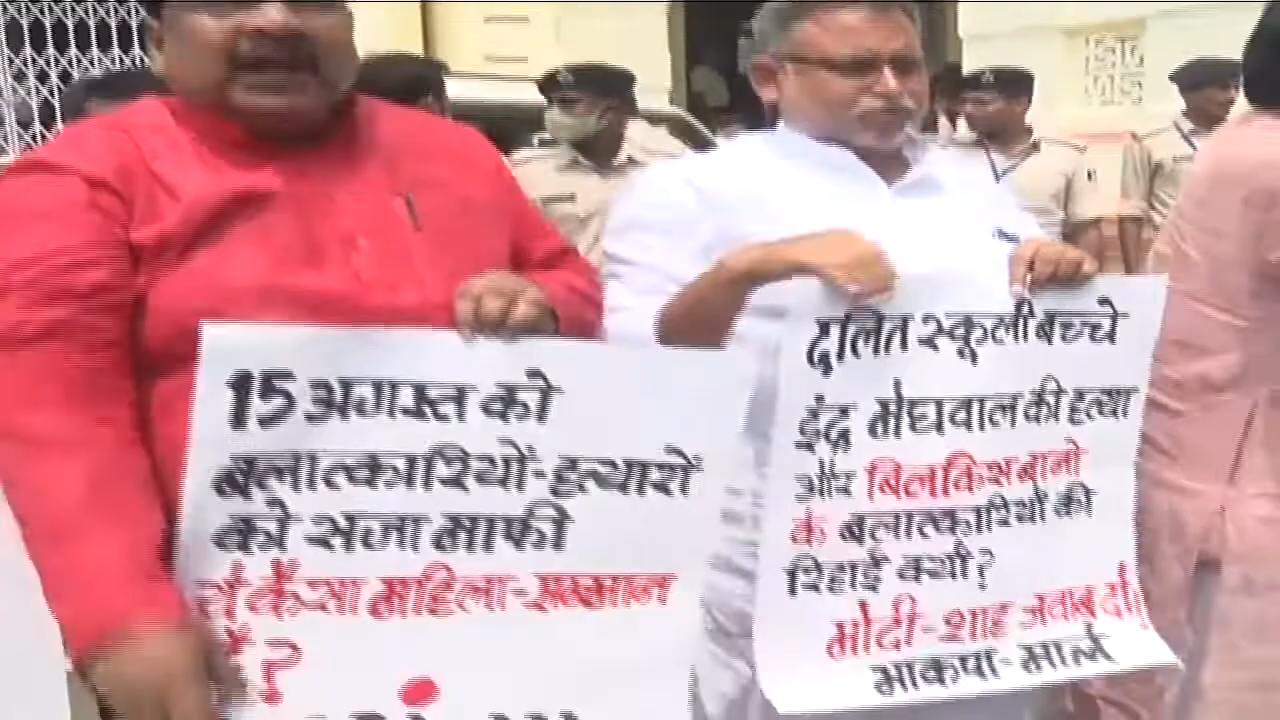 15 अगस्त को
बलात्कारियों-हत्यारों
को सजा माफी
ये कैसा महिला-सम्मान
है?
दलित स्कूली बच्चे
इंद्र मेघवाल की हत्या
और बिलकिश बानो
के बलात्कारियों की
रिहाई क्यों?
मोदी-शाह जवाब दो
भाकपा-माले